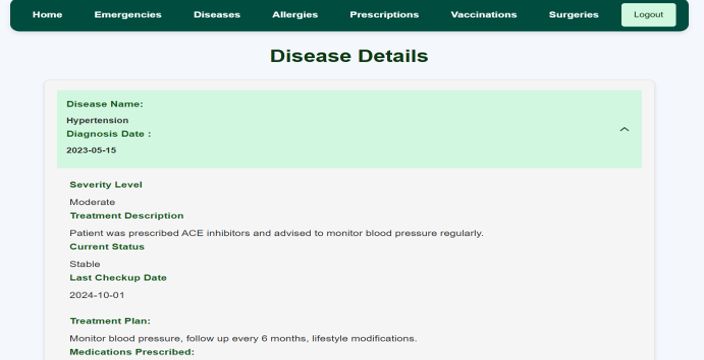 Home Emergencies Diseases Allergies Prescriptions Vaccinations Surgeries Logout
Disease Details
Disease Name:
Hypertension
Diagnosis Date :
2023-05-15
Severity Level
Moderate
Treatment Description
Patient was prescribed ACE inhibitors and advised to monitor blood pressure regularly.
Current Status
Stable
Last Checkup Date
2024-10-01
Treatment Plan:
Monitor blood pressure, follow up every 6 months, lifestyle modifications.
Medications Prescribed: